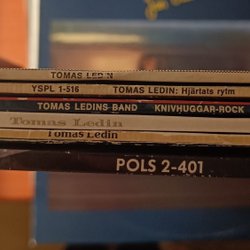 TOMAS LEDIN
YSPL 1-516 TOMAS LEDIN: Hjärtats rytm
TOMAS LEDINS BAND KNIVHUGGAR-ROCK
Tomas Ledin
Tomas Ledin
POLS 2-401